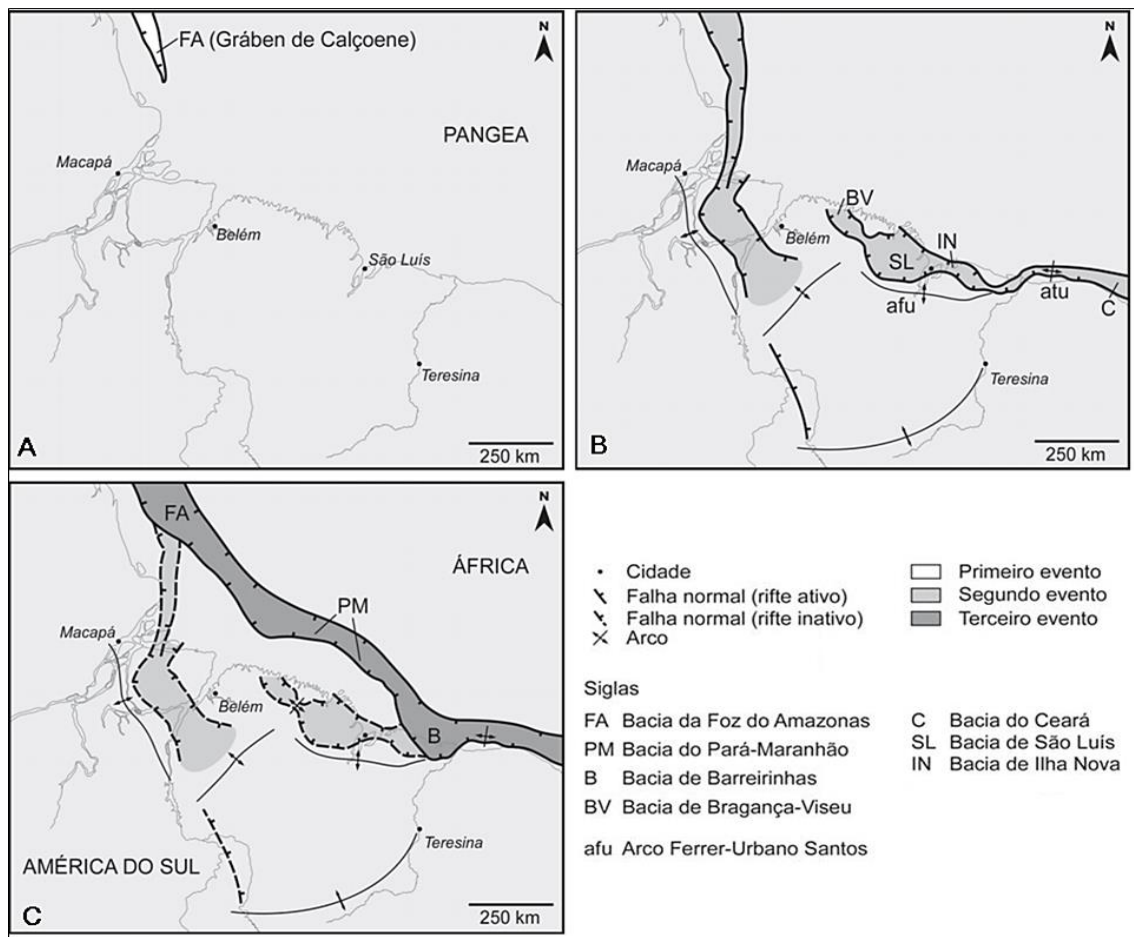 N
FA (Gráben de Calçoene)
PANGEA
Macapá
Belém
São Luís
Teresina
A
250 km
N
Macapá
BV
Belém
IN
SL
afu
atu
C
Teresina
B
250 km
N
FA
ÁFRICA
PM
Macapá
Belém
B
Teresina
AMÉRICA DO SUL
C
250 km
Cidade
Falha normal (rifte ativo)
Falha normal (rifte inativo)
Arco
Primeiro evento
Segundo evento
Terceiro evento
Siglas
FA Bacia da Foz do Amazonas
PM Bacia do Pará-Maranhão
B Bacia de Barreirinhas
BV Bacia de Bragança-Viseu
afu Arco Ferrer-Urbano Santos
C Bacia do Ceará
SL Bacia de São Luís
IN Bacia de Ilha Nova